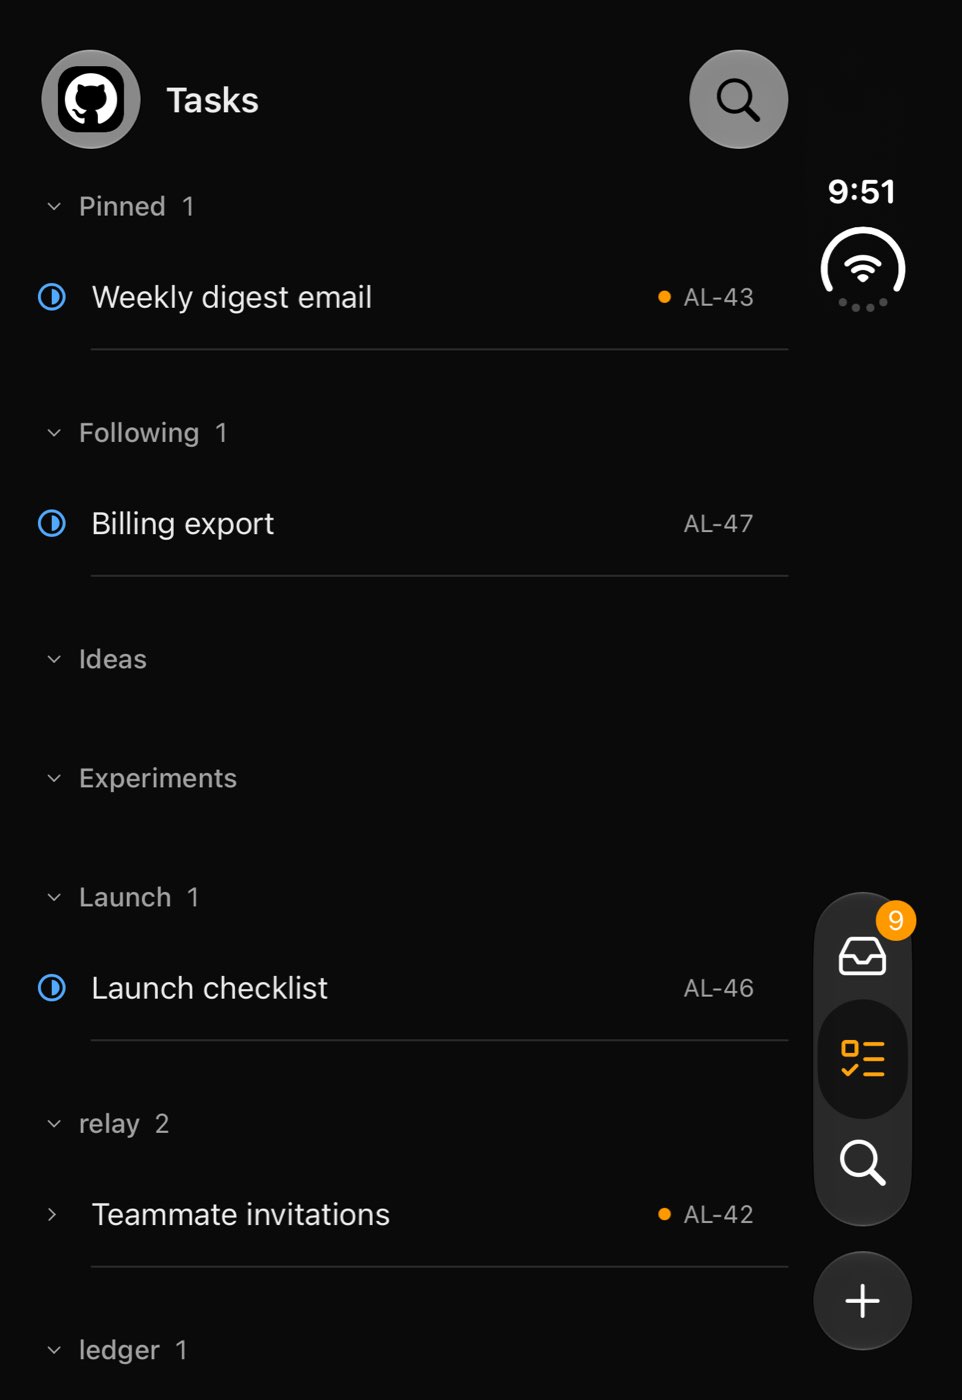 Tasks
9:51
Pinned 1
Weekly digest email AL-43
Following 1
Billing export AL-47
Ideas
Experiments
Launch 1
9
Launch checklist AL-46
relay 2
Teammate invitations AL-42
ledger 1